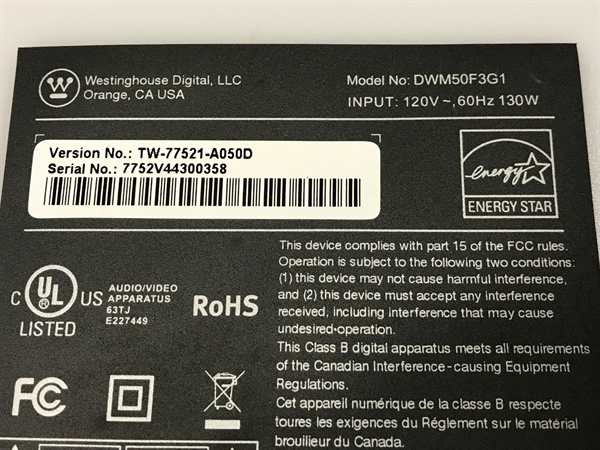 Westinghouse Digital, LLC
Orange, CA USA
Model No: DWM50F3G1
INPUT: 120V ~, 60Hz 130W
Version No.: TW-77521-A050D
Serial No.: 7752V44300358
energy
ENERGY STAR
This device complies with part 15 of the FCC rules.
Operation is subject to the following two conditions:
(1) this device may not cause harmful interference,
and (2) this device must accept any interference
received, including interference that may cause
undesired-operation.
This Class B digital apparatus meets all requirements
of the Canadian Interference-causing Equipment
Regulations.
Cet appareil numérique de la classe B respecte
toutes les exigences du Réglement sur le matérial
brouilleur du Canada.
C UL US
LISTED
AUDIO/VIDEO
APPARATUS
63TJ
E227449
RoHS
FC